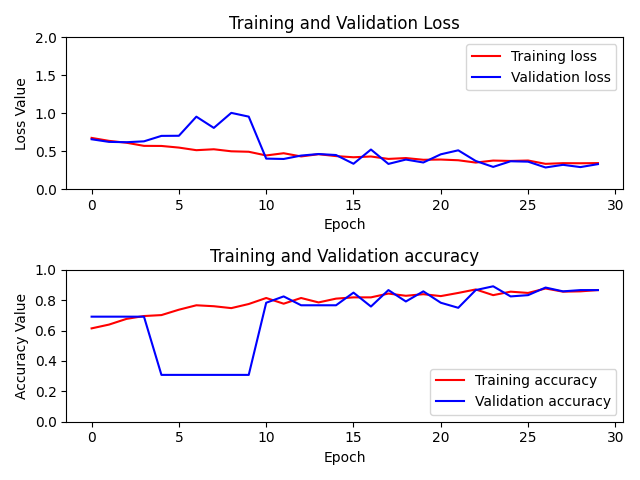 Training and Validation Loss
2.0
1.5
1.0
0.5
0.0
Loss Value
Training loss
Validation loss
0 5 10 15 20 25 30
Epoch
Training and Validation accuracy
1.0
0.8
0.6
0.4
0.2
0.0
Accuracy Value
Training accuracy
Validation accuracy
0 5 10 15 20 25 30
Epoch